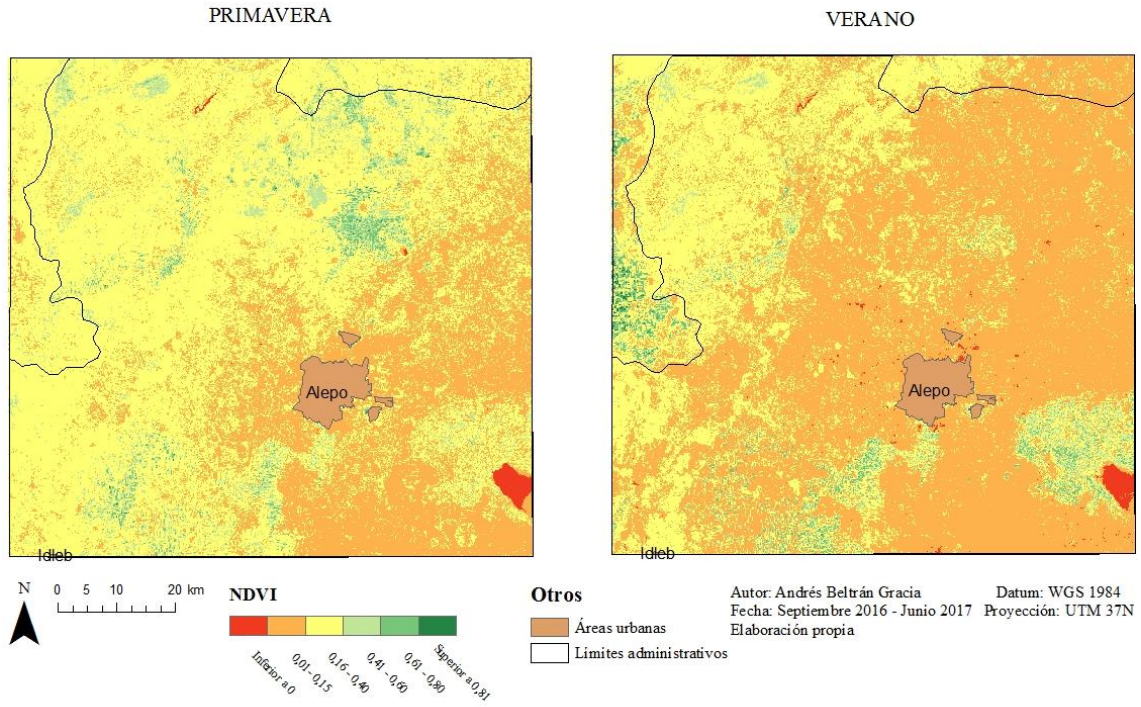 PRIMAVERA
VERANO
Alepo
Idleb
Alepo
Idleb
N
0 5 10 20 km
NDVI
Inferior a 0
0,01 - 0,15
0,16 - 0,40
0,41 - 0,60
0,61 - 0,80
Superior a 0,81
Otros
Áreas urbanas
Limites administrativos
Autor: Andrés Beltrán Gracia
Fecha: Septiembre 2016 - Junio 2017
Elaboración propia
Datum: WGS 1984
Proyección: UTM 37N